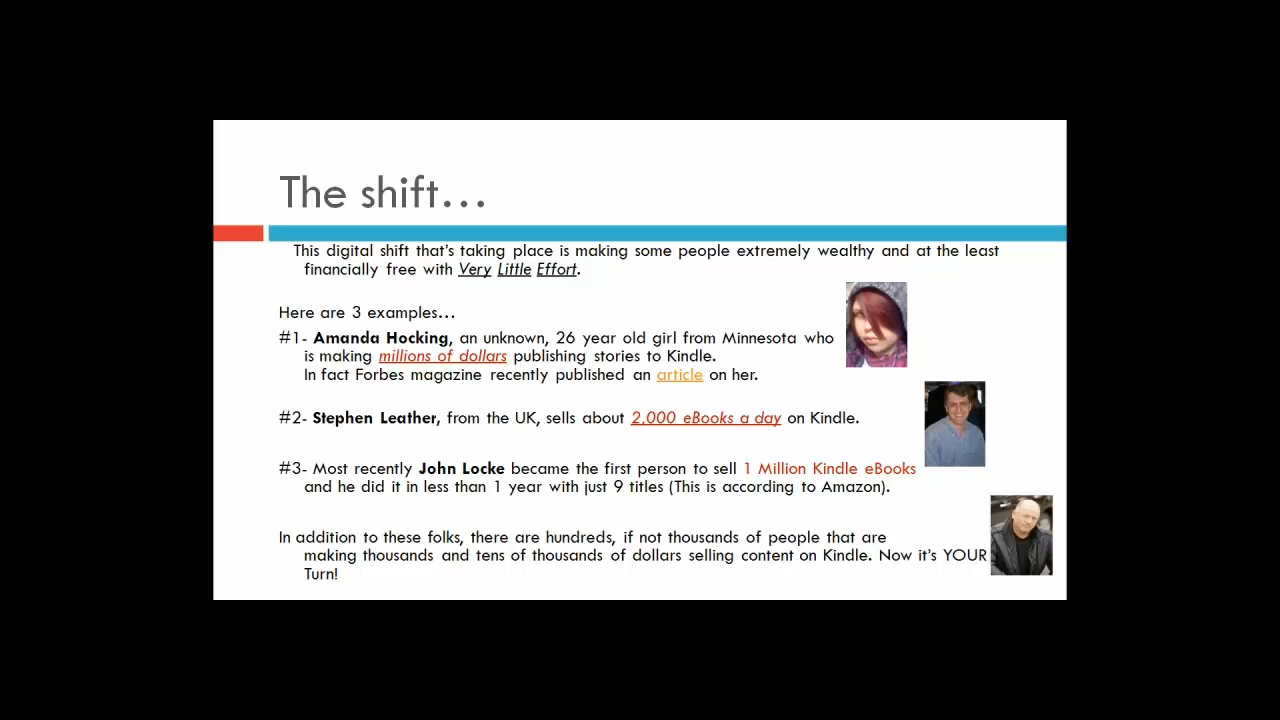 The shift...
This digital shift that's taking place is making some people extremely wealthy and at the least
financially free with Very Little Effort.
Here are 3 examples...
#1- Amanda Hocking, an unknown, 26 year old girl from Minnesota who
is making millions of dollars publishing stories to Kindle.
In fact Forbes magazine recently published an article on her.
#2- Stephen Leather, from the UK, sells about 2,000 eBooks a day on Kindle.
#3- Most recently John Locke became the first person to sell 1 Million Kindle eBooks
and he did it in less than 1 year with just 9 titles (This is according to Amazon).
In addition to these folks, there are hundreds, if not thousands of people that are
making thousands and tens of thousands of dollars selling content on Kindle. Now it's YOUR
Turn!